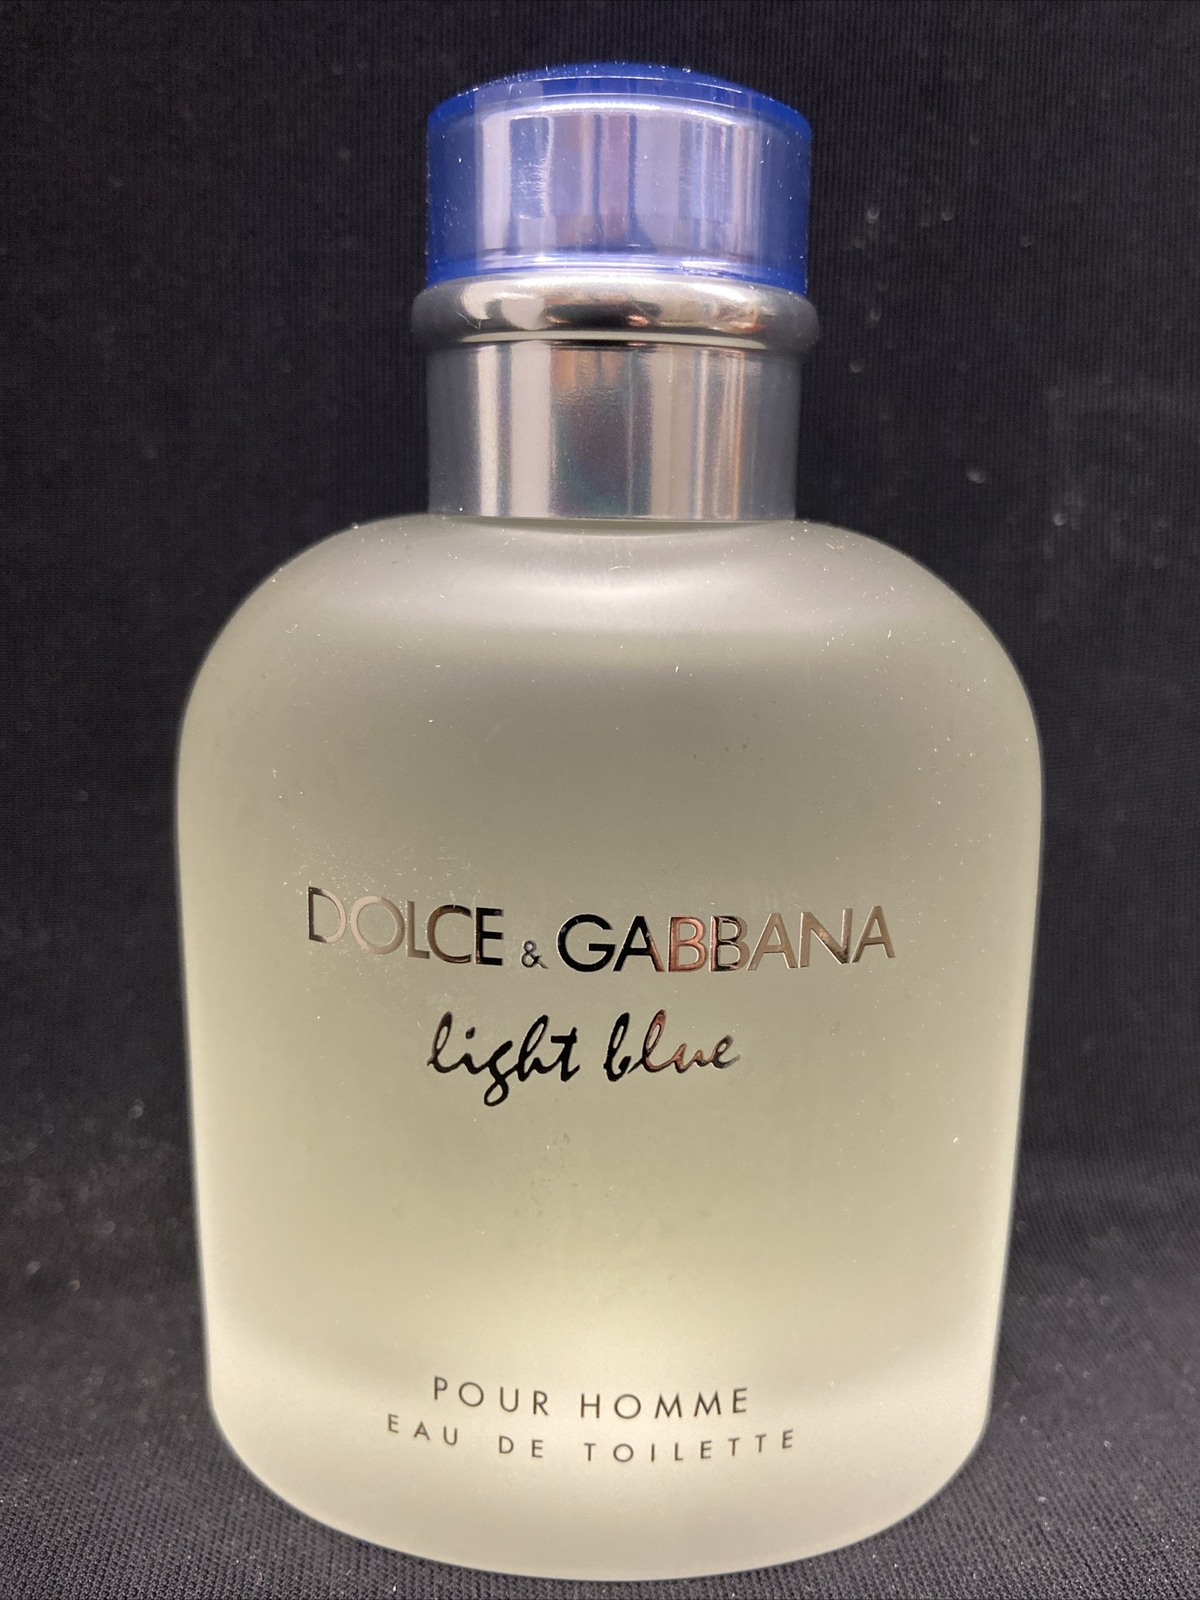 DOLCE & GABBANA
light blue
POUR HOMME
EAU DE TOILETTE